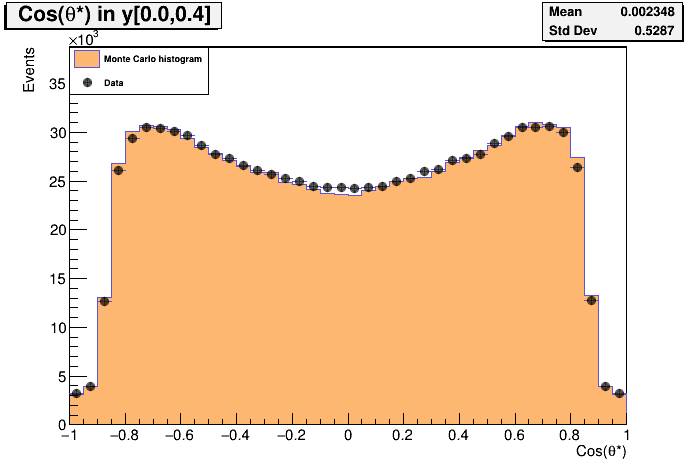 Cos(θ*) in y[0.0,0.4]
Mean 0.002348
Std Dev 0.5287
×10³
Events
Monte Carlo histogram
Data
35
30
25
20
15
10
5
0
−1 −0.8 −0.6 −0.4 −0.2 0 0.2 0.4 0.6 0.8 1
Cos(θ*)